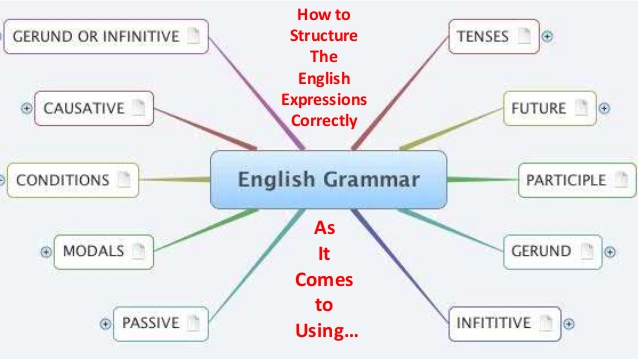 How to
Structure
The
English
Expressions
Correctly
GERUND OR INFINITIVE
TENSES
CAUSATIVE
FUTURE
CONDITIONS
English Grammar
PARTICIPLE
MODALS
GERUND
PASSIVE
INFITITIVE
As
It
Comes
to
Using...